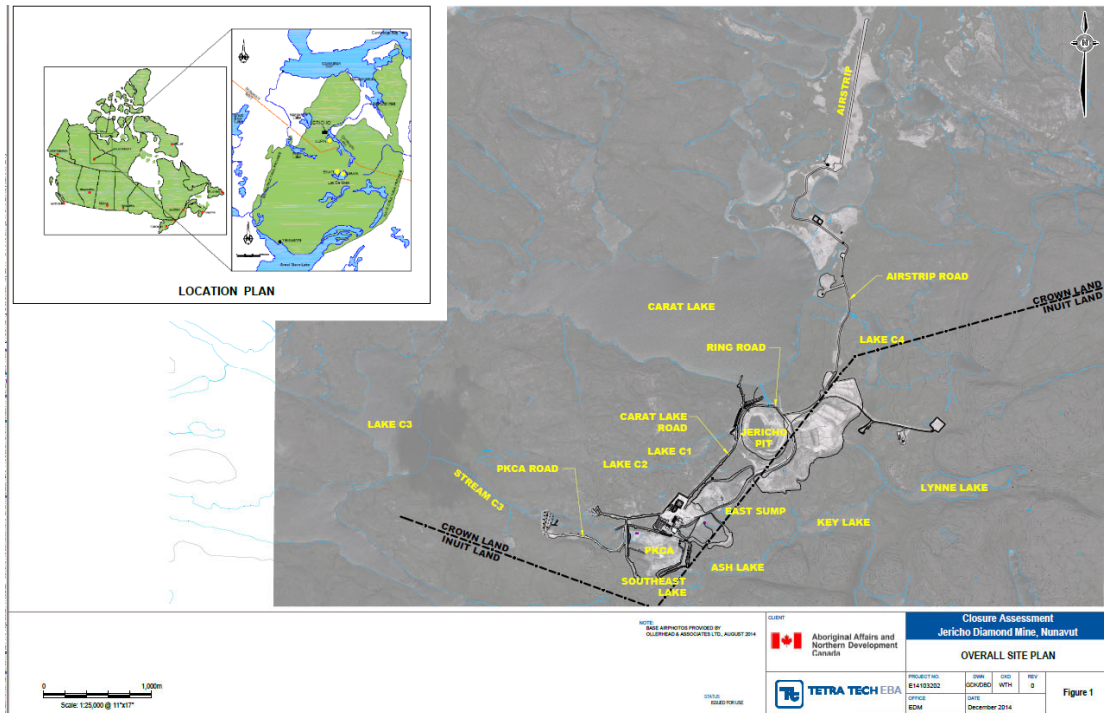 LOCATION PLAN
Great Slave Lake
AIRSTRIP
N
AIRSTRIP ROAD
CROWN LAND
INUIT LAND
CARAT LAKE
LAKE C4
RING ROAD
CARAT LAKE
ROAD
JERICHO
PIT
LAKE C3
LAKE C1
LAKE C2
PKCA ROAD
STREAM C3
LYNNE LAKE
EAST SUMP
KEY LAKE
CROWN LAND
INUIT LAND
PKCA
ASH LAKE
SOUTHEAST
LAKE
NOTE:
BASE AIRPHOTOS PROVIDED BY
OLLERHEAD & ASSOCIATES LTD., AUGUST 2014
CLIENT
Aboriginal Affairs and
Northern Development
Canada
Closure Assessment
Jericho Diamond Mine, Nunavut
OVERALL SITE PLAN
0 1,000m
Scale: 1:25,000 @ 11"x17"
STATUS
ISSUED FOR USE
TETRA TECH EBA
PROJECT NO. DWN CKD REV
E14103202 GDK/DBD WTH 0
OFFICE DATE
EDM December 2014
Figure 1